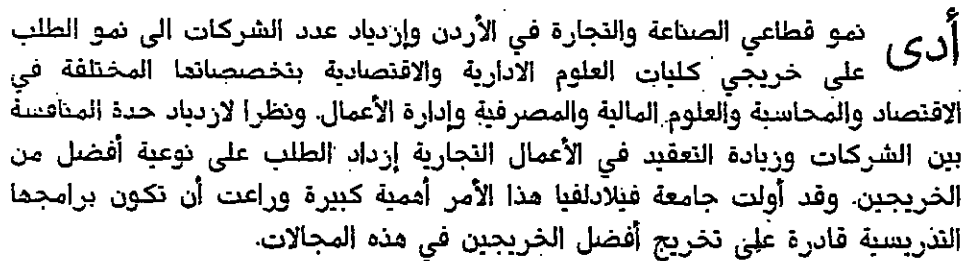 أدى نمو قطاعي الصناعة والتجارة في الأردن وإزدياد عدد الشركات الى نمو الطلب
على خريجي كليات العلوم الادارية والاقتصادية بتخصصاتها المختلفة في
الاقتصاد والمحاسبة والعلوم المالية والمصرفية وإدارة الأعمال. ونظرا لازدياد حدة المنافسة
بين الشركات وزيادة التعقيد في الأعمال التجارية إزداد الطلب على نوعية أفضل من
الخريجين. وقد أولت جامعة فيلادلفيا هذا الأمر أهمية كبيرة وراعت أن تكون برامجها
التدريسية قادرة على تخريج أفضل الخريجين في هذه المجالات.